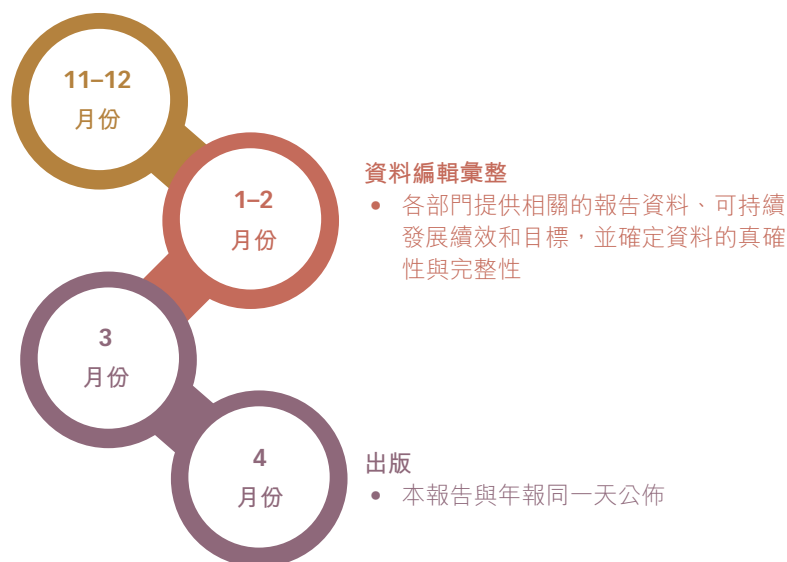 11–12
月份
1–2
月份
資料編輯彙整
• 各部門提供相關的報告資料、可持續
發展績效和目標，並確定資料的真確
性與完整性
3
月份
4
月份
出版
• 本報告與年報同一天公佈